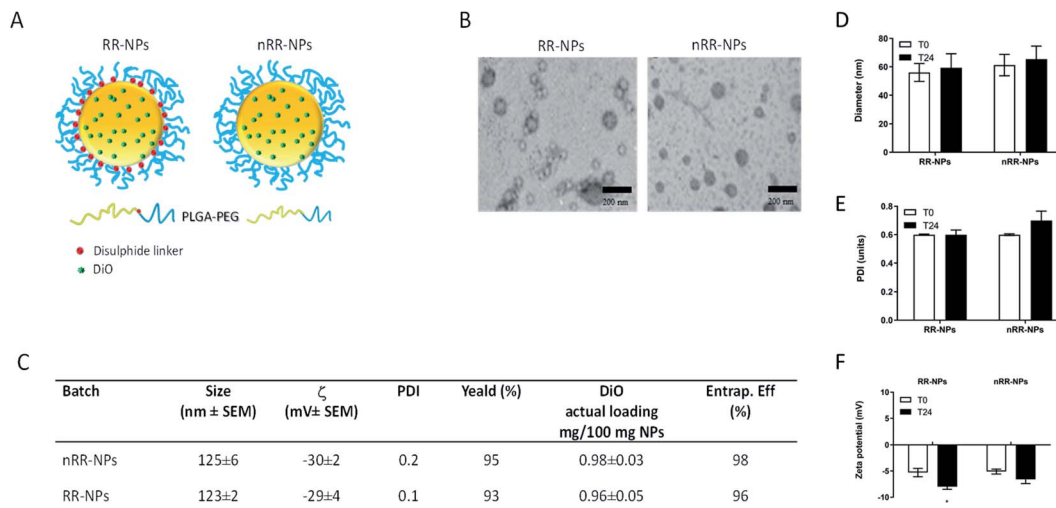 A
RR-NPs
nRR-NPs
PLGA-PEG
Disulphide linker
DiO
B
RR-NPs
nRR-NPs
200 nm
200 nm
C
Batch Size (nm ± SEM) ζ (mV± SEM) PDI Yeald (%) DiO actual loading mg/100 mg NPs Entrap. Eff (%)
nRR-NPs 125±6 -30±2 0.2 95 0.98±0.03 98
RR-NPs 123±2 -29±4 0.1 93 0.96±0.05 96
D
Diameter (nm)
80
60
40
20
0
T0
T24
RR-NPs
nRR-NPs
E
PDI (units)
0.8
0.6
0.4
0.2
0.0
T0
T24
RR-NPs
nRR-NPs
F
RR-NPs
nRR-NPs
Zeta potential (mV)
10
5
0
-5
-10
T0
T24
*